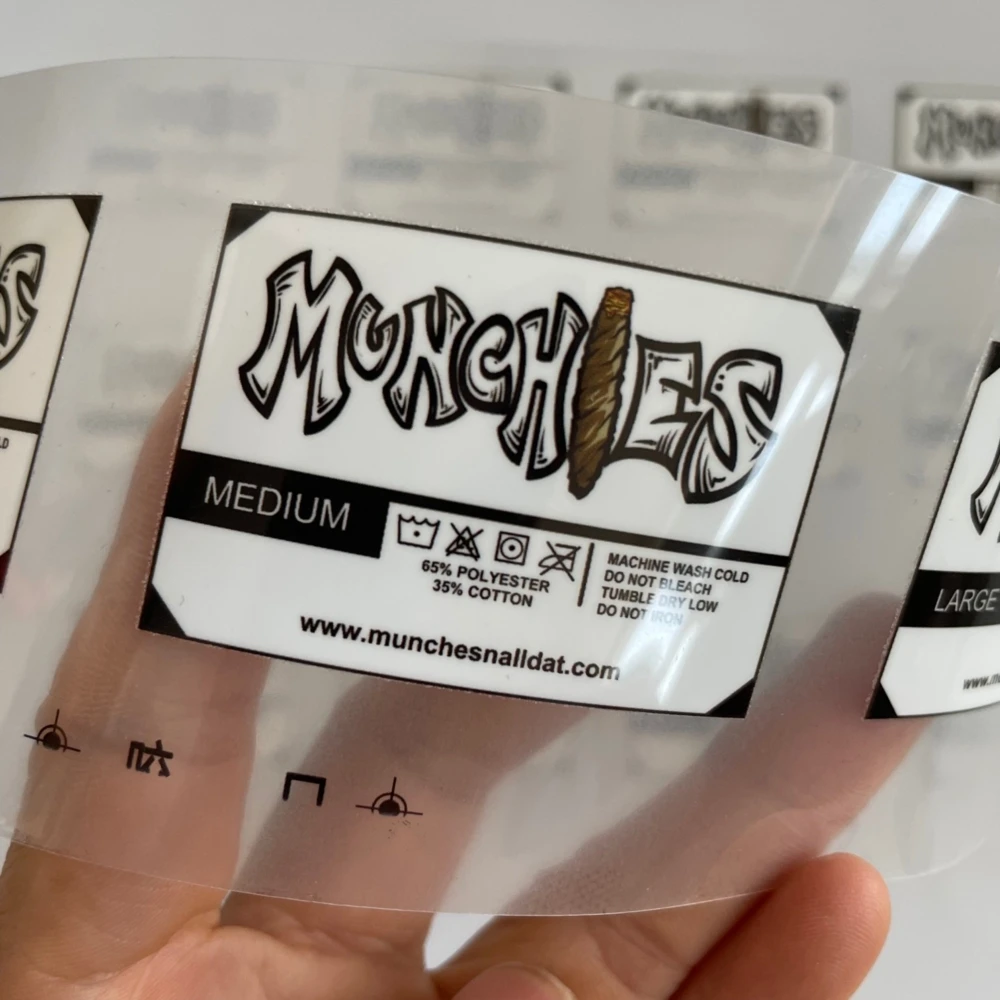 MUNCHIES
MEDIUM
65% POLYESTER
35% COTTON
MACHINE WASH COLD
DO NOT BLEACH
TUMBLE DRY LOW
DO NOT IRON
www.munchesnalldat.com
LARGE